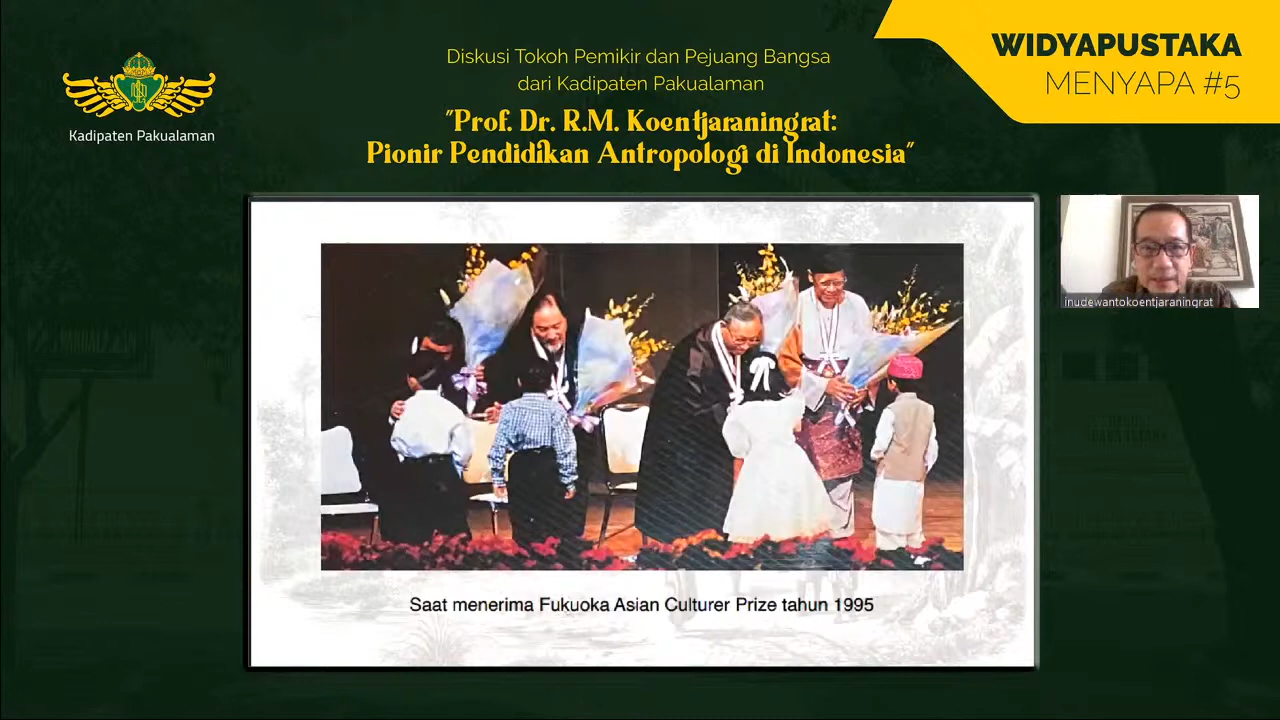 Diskusi Tokoh Pemikir dan Pejuang Bangsa
dari Kadipaten Pakualaman
"Prof. Dr. R.M. Koentjaraningrat:
Pionir Pendidikan Antropologi di Indonesia"
Kadipaten Pakualaman
WIDYAPUSTAKA
MENYAPA #5
inudewantokoentjaraningrat
Saat menerima Fukuoka Asian Culturer Prize tahun 1995